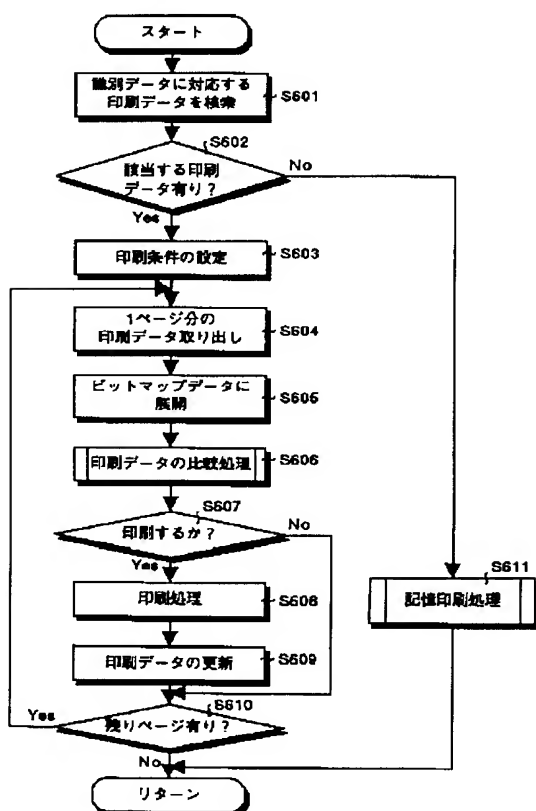 スタート
識別データに対応する
印刷データを検索
S601
S602
該当する印刷
データ有り？
No
Yes
印刷条件の設定
S603
1ページ分の
印刷データ取り出し
S604
ビットマップデータに
展開
S605
印刷データの比較処理
S606
S607
印刷するか？
No
Yes
S611
記憶印刷処理
印刷処理
S608
印刷データの更新
S609
S610
残りページ有り？
Yes
No
リターン